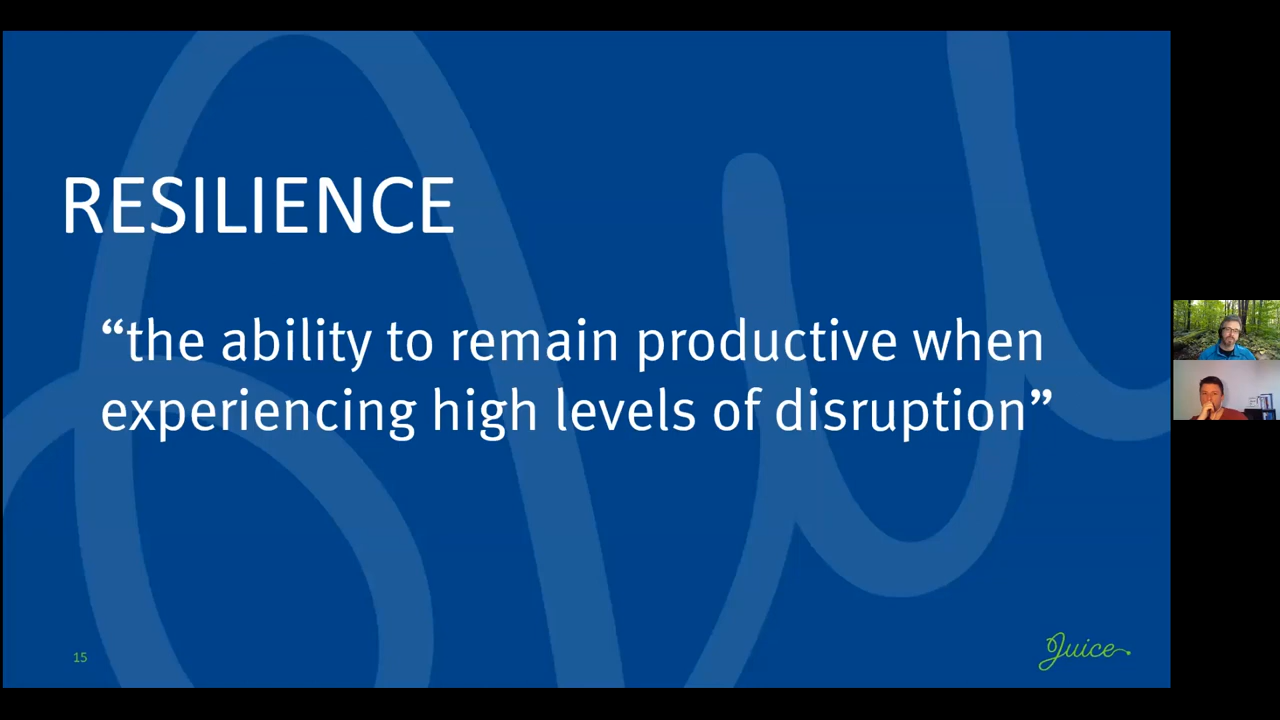 RESILIENCE
“the ability to remain productive when
experiencing high levels of disruption”
15
Juice